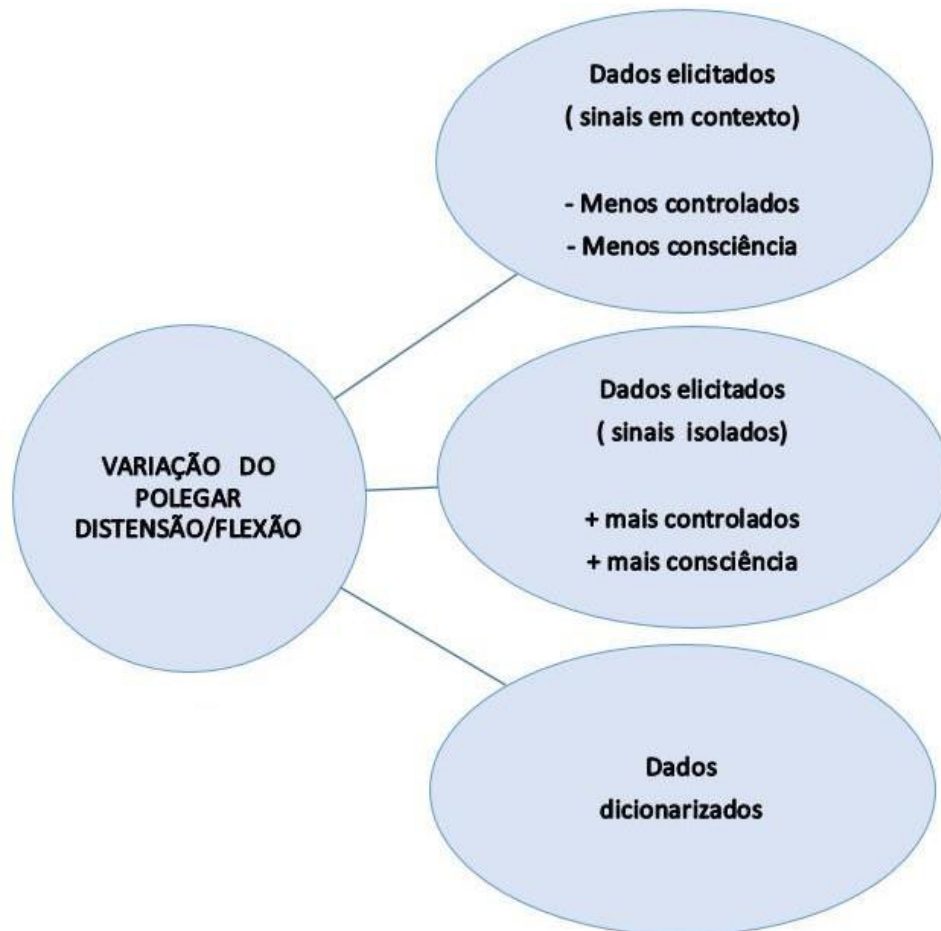 Dados elicitados
( sinais em contexto)
- Menos controlados
- Menos consciência
Dados elicitados
( sinais isolados)
+ mais controlados
+ mais consciência
VARIAÇÃO DO
POLEGAR
DISTENSÃO/FLEXÃO
Dados
dicionarizados